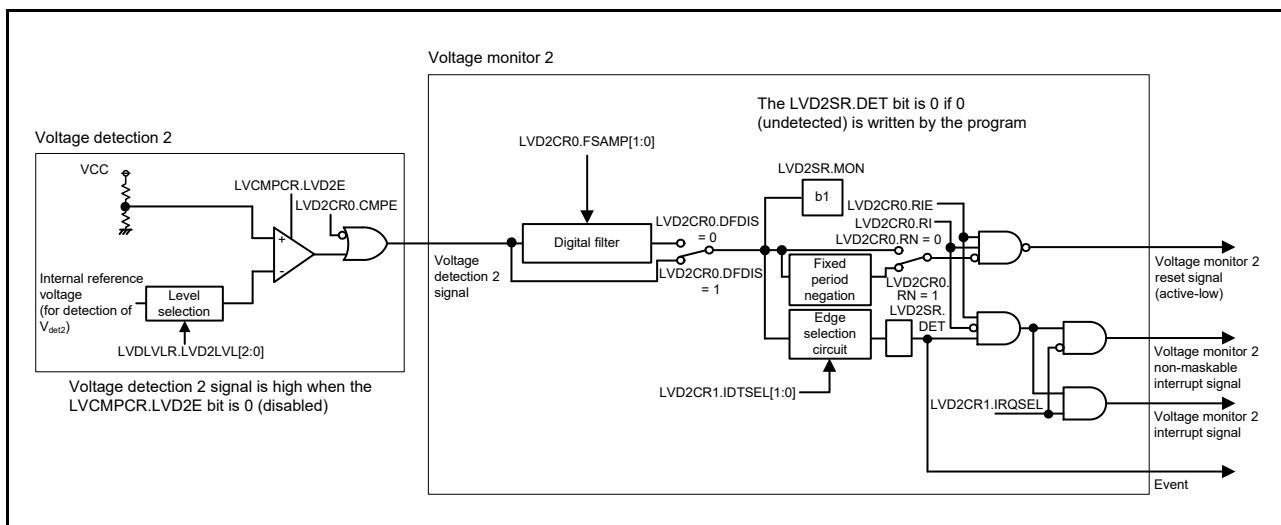 Voltage monitor 2
The LVD2SR.DET bit is 0 if 0
(undetected) is written by the program
Voltage detection 2
VCC
LVCMPCR.LVD2E
LVD2CR0.CMPE
+
-
Internal reference
voltage
(for detection of
Vdet2)
Level
selection
LVDLVLR.LVD2LVL[2:0]
Voltage detection 2 signal is high when the
LVCMPCR.LVD2E bit is 0 (disabled)
LVD2CR0.FSAMP[1:0]
Digital filter
Voltage
detection 2
signal
LVD2CR0.DFDIS
= 0
LVD2CR0.DFDIS
= 1
LVD2SR.MON
b1
LVD2CR0.RIE
LVD2CR0.RI
LVD2CR0.RN = 0
Fixed
period
negation
LVD2CR0.
RN = 1
LVD2SR.
DET
Edge
selection
circuit
LVD2CR1.IDTSEL[1:0]
LVD2CR1.IRQSEL
Voltage monitor 2
reset signal
(active-low)
Voltage monitor 2
non-maskable
interrupt signal
Voltage monitor 2
interrupt signal
Event